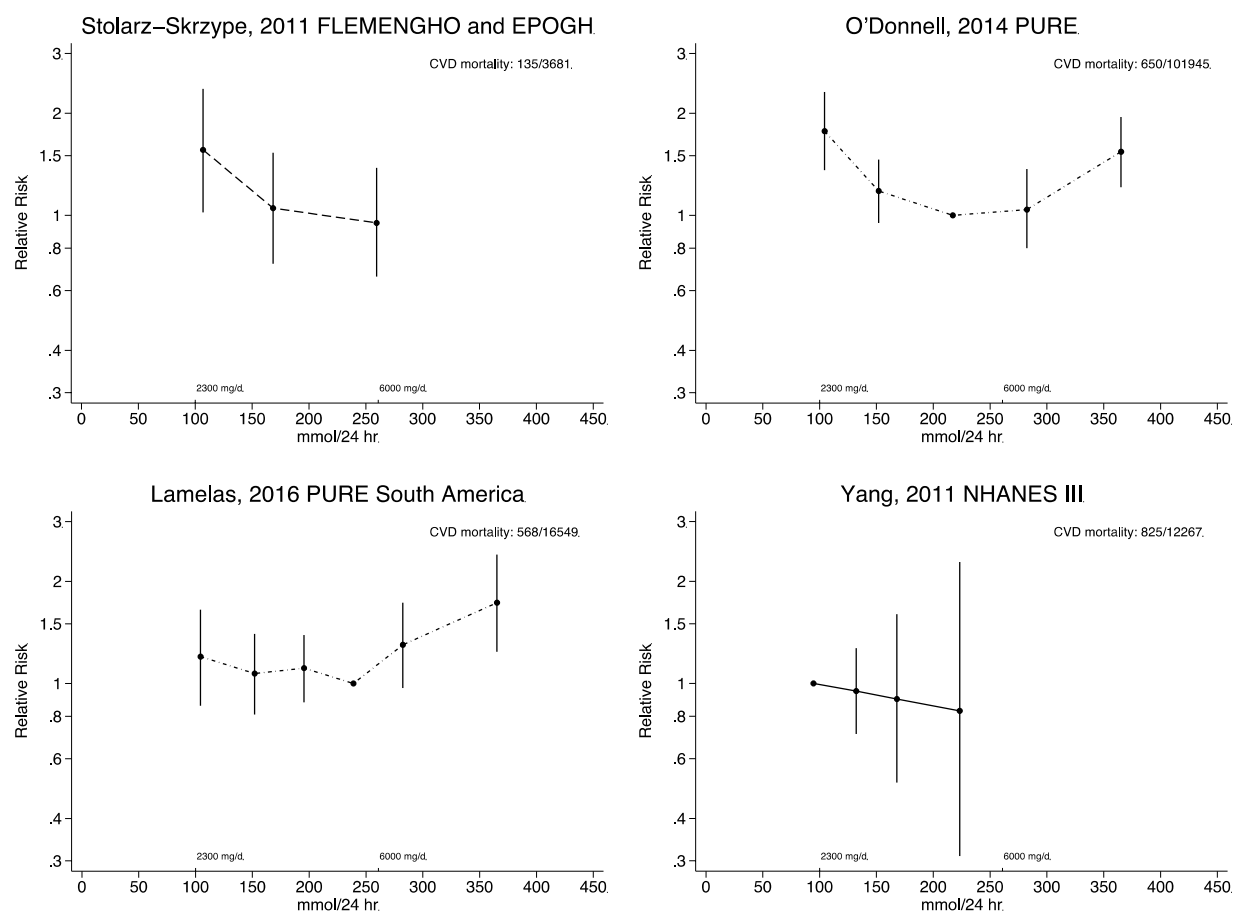 Stolarz–Skrzype, 2011 FLEMENGHO and EPOGH.
CVD mortality: 135/3681.
Relative Risk
3
2
1.5
1
.8
.6
.4
.3
2300 mg/d.
6000 mg/d.
0 50 100 150 200 250 300 350 400 450.
mmol/24 hr.
O'Donnell, 2014 PURE.
CVD mortality: 650/101945.
Relative Risk
3
2
1.5
1
.8
.6
.4
.3
2300 mg/d.
6000 mg/d.
0 50 100 150 200 250 300 350 400 450.
mmol/24 hr.
Lamelas, 2016 PURE South America.
CVD mortality: 568/16549.
Relative Risk
3
2
1.5
1
.8
.6
.4
.3
2300 mg/d.
6000 mg/d.
0 50 100 150 200 250 300 350 400 450.
mmol/24 hr.
Yang, 2011 NHANES III.
CVD mortality: 825/12267.
Relative Risk
3
2
1.5
1
.8
.6
.4
.3
2300 mg/d.
6000 mg/d.
0 50 100 150 200 250 300 350 400 450.
mmol/24 hr.